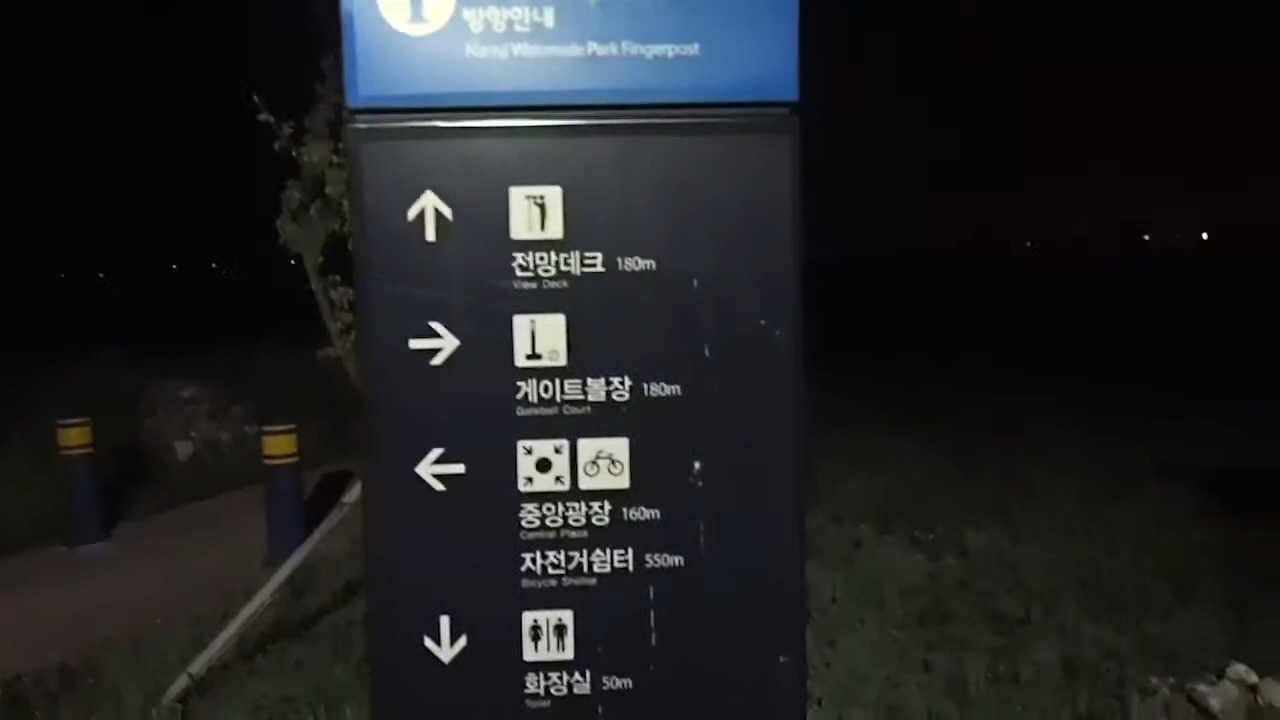 방향안내
Namji Waterside Park Fingerpost
전망데크 180m
View Deck
게이트볼장 180m
Gateball Court
중앙광장 160m
Central Plaza
자전거쉼터 550m
Bicycle Shelter
화장실 50m
Toilet